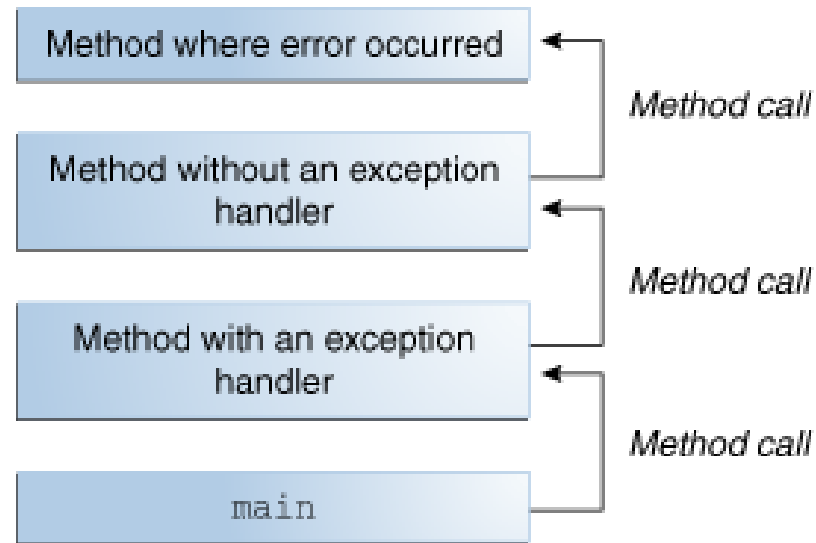 Method where error occurred
Method call
Method without an exception
handler
Method call
Method with an exception
handler
Method call
main